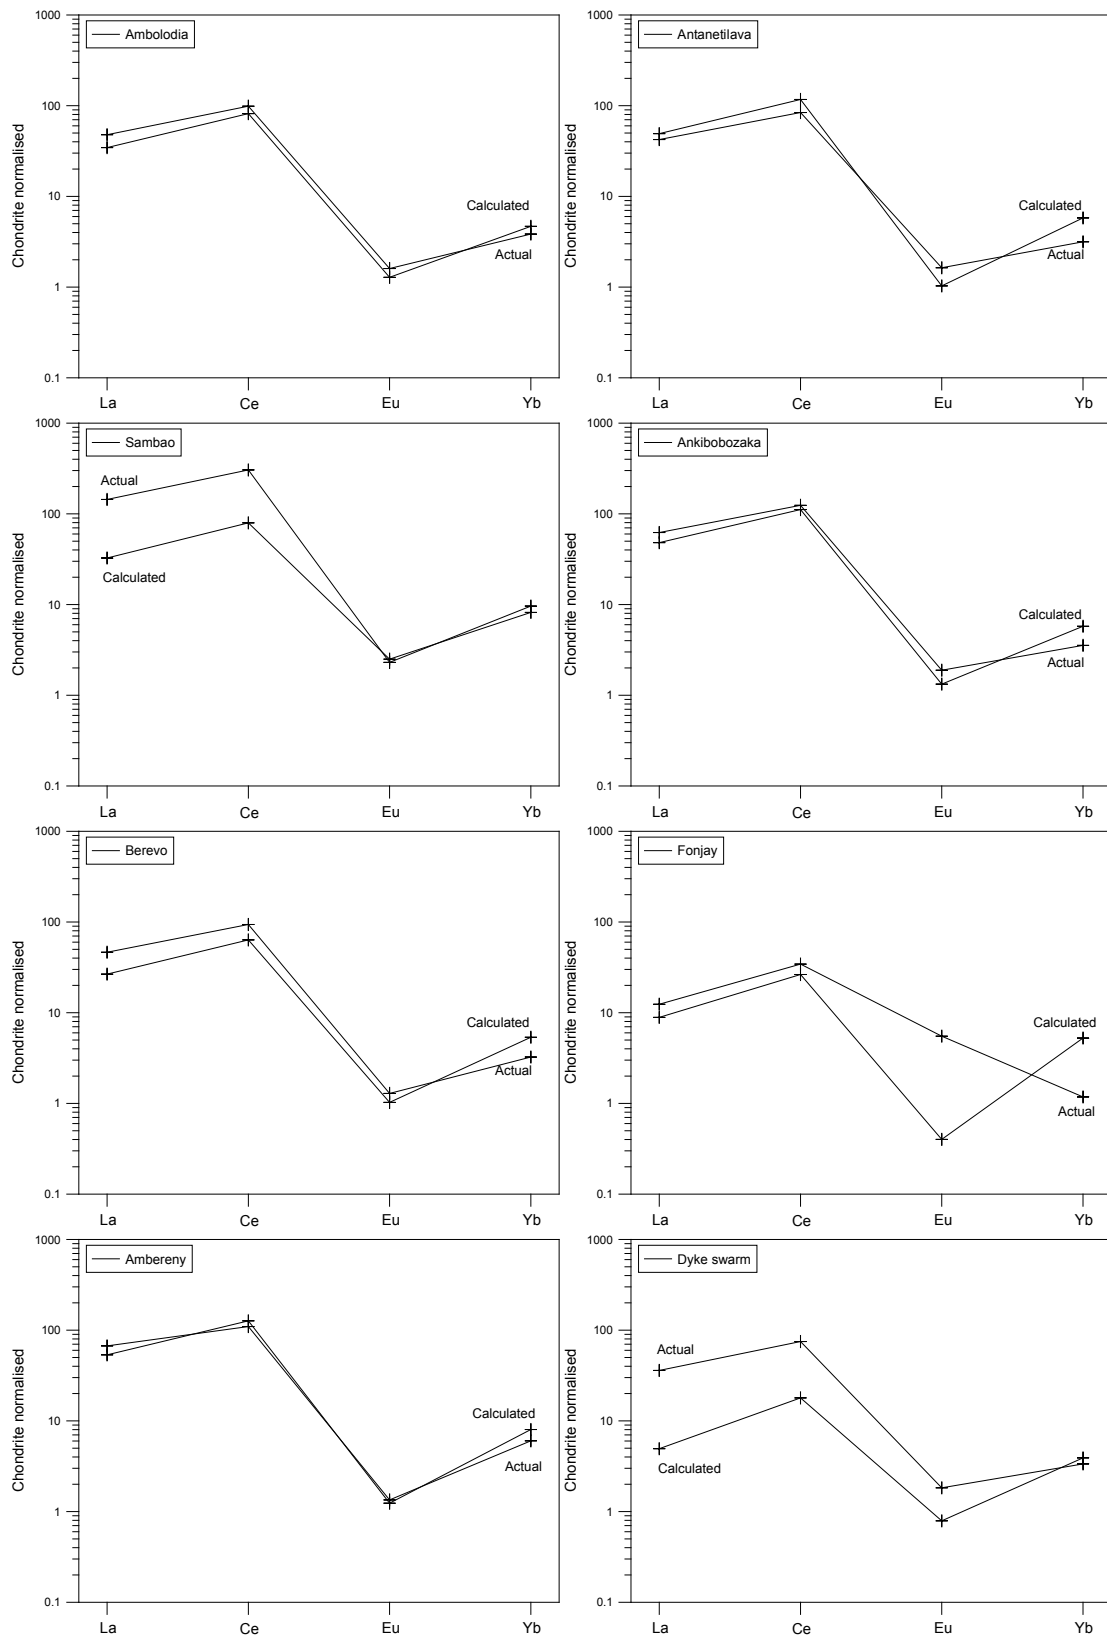 Ambolodia
1000
100
10
1
0.1
Chondrite normalised
Calculated
Actual
La
Ce
Eu
Yb
Antanetilava
1000
100
10
1
0.1
Chondrite normalised
Calculated
Actual
La
Ce
Eu
Yb
Sambao
1000
100
10
1
0.1
Chondrite normalised
Actual
Calculated
La
Ce
Eu
Yb
Ankibobozaka
1000
100
10
1
0.1
Chondrite normalised
Calculated
Actual
La
Ce
Eu
Yb
Berevo
1000
100
10
1
0.1
Chondrite normalised
Calculated
Actual
La
Ce
Eu
Yb
Fonjay
1000
100
10
1
0.1
Chondrite normalised
Calculated
Actual
La
Ce
Eu
Yb
Ambereny
1000
100
10
1
0.1
Chondrite normalised
Calculated
Actual
La
Ce
Eu
Yb
Dyke swarm
1000
100
10
1
0.1
Chondrite normalised
Actual
Calculated
La
Ce
Eu
Yb